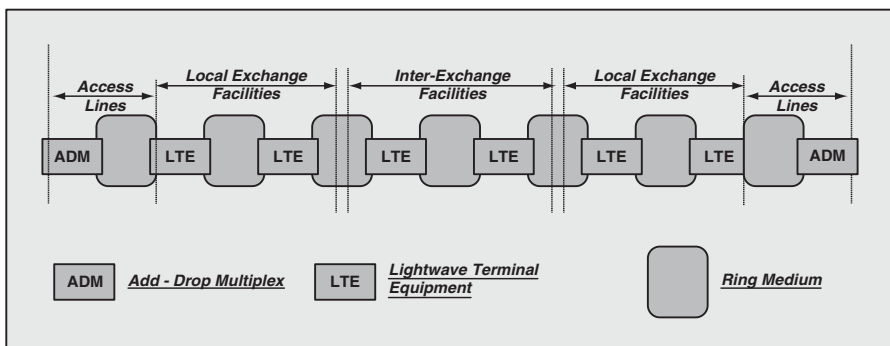 Access
Lines
Local Exchange
Facilities
Inter-Exchange
Facilities
Local Exchange
Facilities
Access
Lines
ADM
LTE
LTE
LTE
LTE
LTE
LTE
ADM
ADM
Add - Drop Multiplex
LTE
Lightwave Terminal
Equipment
Ring Medium